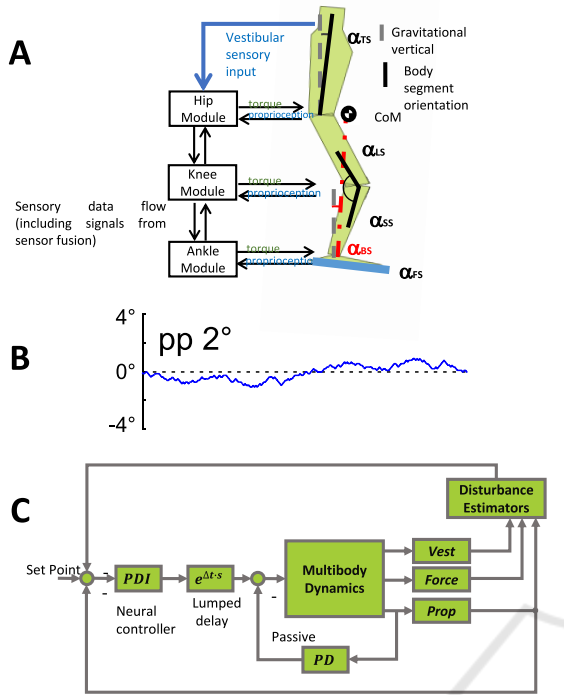 A
Vestibular
sensory
input
αTS
Gravitational
vertical
Body
segment
orientation
Hip
Module
torque
proprioception
CoM
αLS
Knee
Module
torque
proprioception
Sensory data flow
(including signals from
sensor fusion)
αSS
Ankle
Module
torque
proprioception
αBS
αFS
B
4°
pp 2°
0°
-4°
C
Disturbance
Estimators
Set Point
-
-
PDI
eΔt·s
-
Multibody
Dynamics
Vest
Force
Prop
Neural
controller
Lumped
delay
Passive
PD